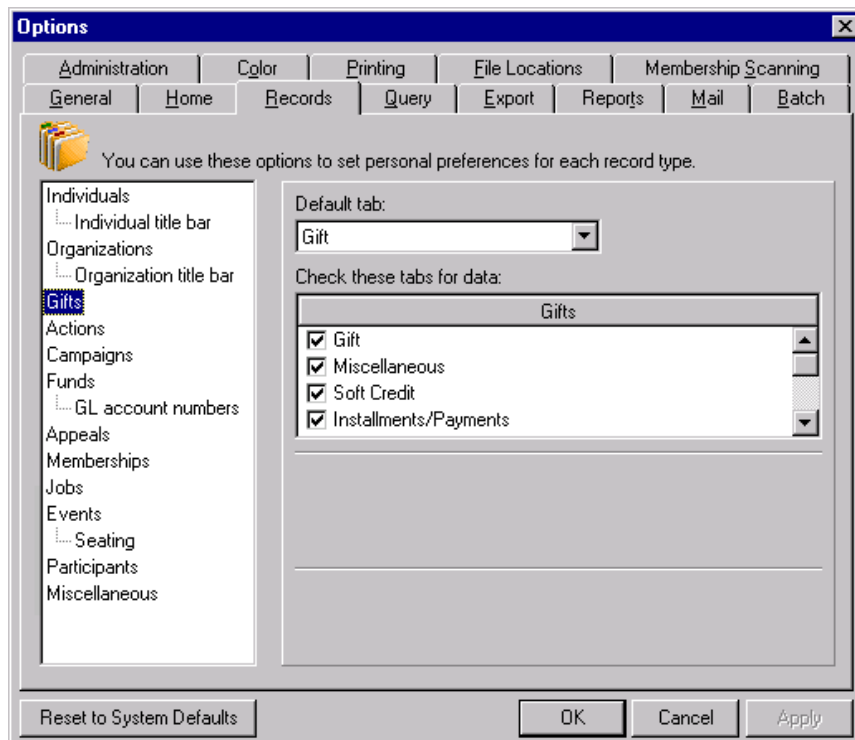 Options
Administration Color Printing File Locations Membership Scanning
General Home Records Query Export Reports Mail Batch
You can use these options to set personal preferences for each record type.
Individuals
Individual title bar
Organizations
Organization title bar
Gifts
Actions
Campaigns
Funds
GL account numbers
Appeals
Memberships
Jobs
Events
Seating
Participants
Miscellaneous
Default tab:
Gift
Check these tabs for data:
Gifts
Gift
Miscellaneous
Soft Credit
Installments/Payments
Reset to System Defaults OK Cancel Apply